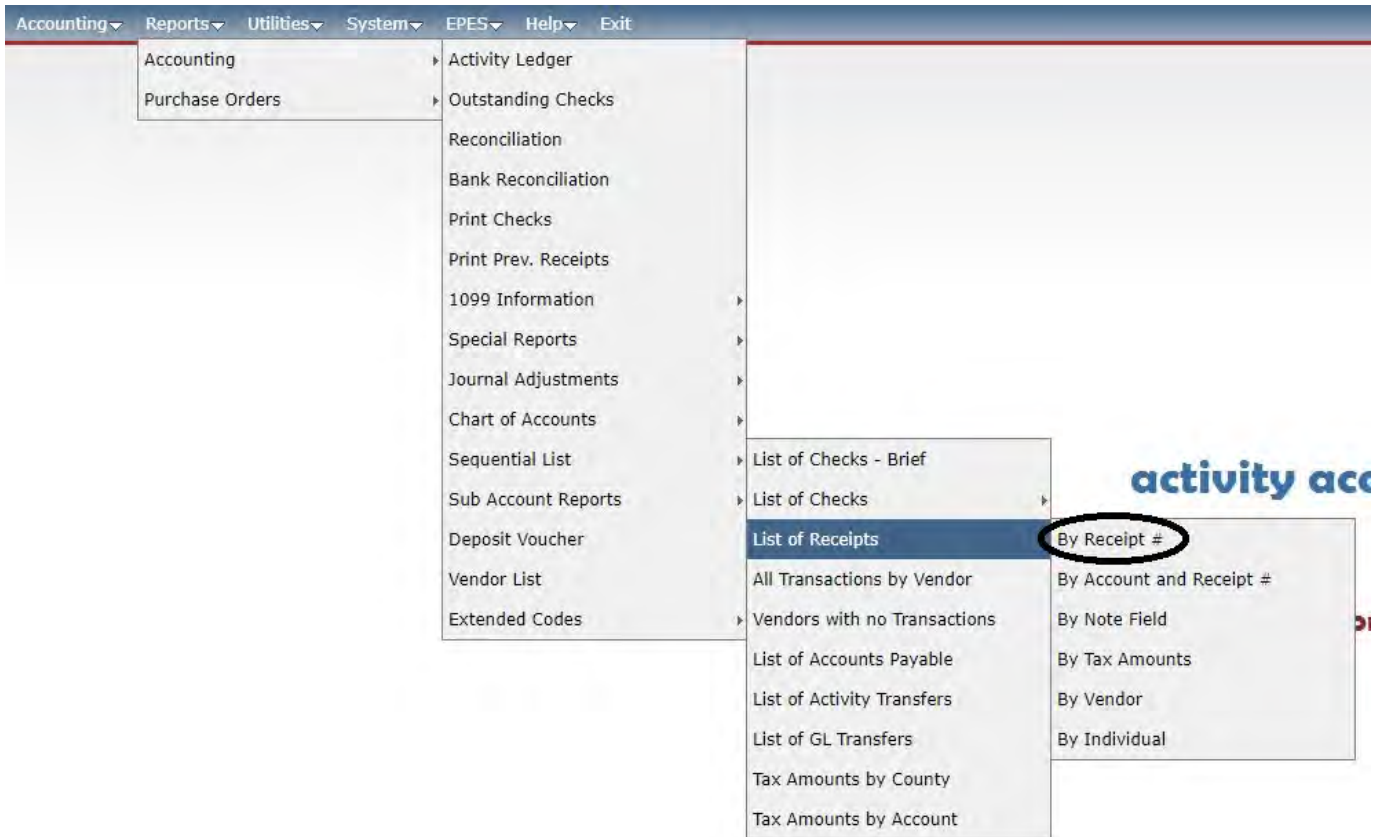 Accounting Reports Utilities System EPES Help Exit
Accounting
Purchase Orders
Activity Ledger
Outstanding Checks
Reconciliation
Bank Reconciliation
Print Checks
Print Prev. Receipts
1099 Information
Special Reports
Journal Adjustments
Chart of Accounts
Sequential List
Sub Account Reports
Deposit Voucher
Vendor List
Extended Codes
List of Checks - Brief
List of Checks
List of Receipts
All Transactions by Vendor
Vendors with no Transactions
List of Accounts Payable
List of Activity Transfers
List of GL Transfers
Tax Amounts by County
Tax Amounts by Account
By Receipt #
By Account and Receipt #
By Note Field
By Tax Amounts
By Vendor
By Individual
activity acc